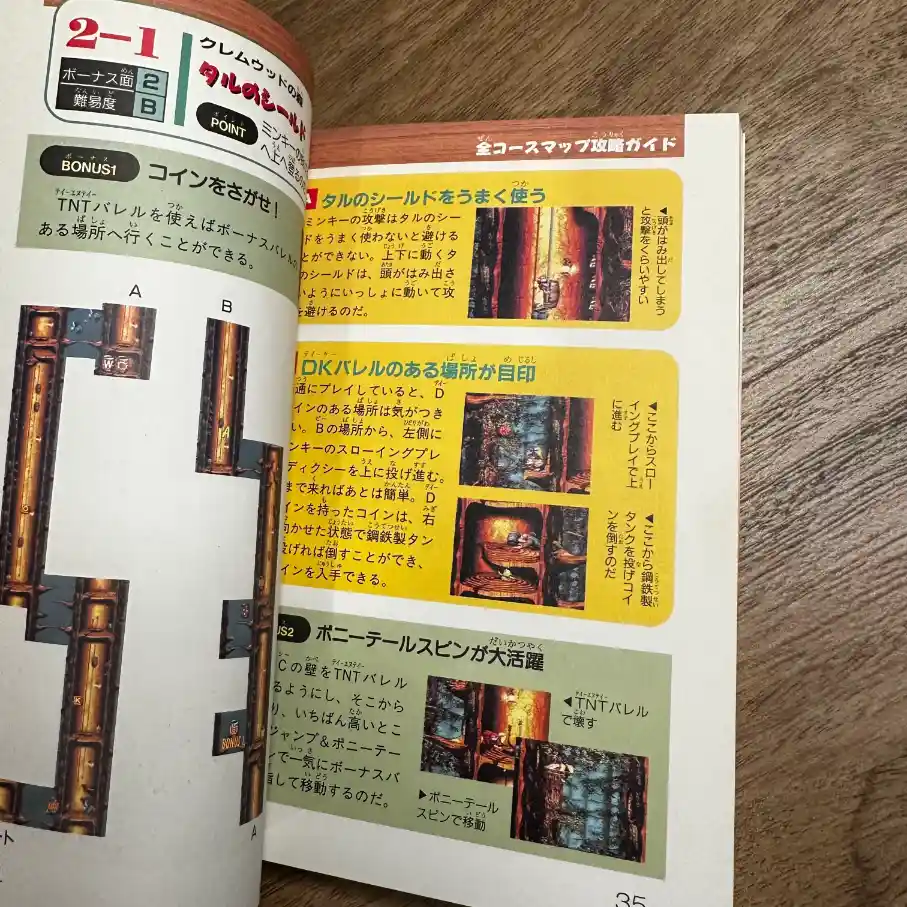 2-1
ボーナス面 2
難易度 B
クレムウッドの森
タルのシールド
POINT
ミンキーの
へ上へ登るの
BONUS1 コインをさがせ!
TNTバレルを使えばボーナスバレル
ある場所へ行くことができる。
A
B
W
A
K
BONUS
A
ート
全コースマップ攻略ガイド
A タルのシールドをうまく使う
ミンキーの攻撃はタルのシー
ドをうまく使わないと避ける
とができない。上下に動くタ
のシールドは、頭がはみ出さ
いようにいっしょに動いて攻
を避けるのだ。
◀頭がはみ出してしまう
と攻撃をくらいやすい
DKバレルのある場所が目印
通にプレイしていると、D
インのある場所は気がつき
い。Bの場所から、左側に
ンキーのスローイングプレ
ディクシーを上に投げ進む。
まで来ればあとは簡単。D
インを持ったコインは、右
向かせた状態で鋼鉄製タン
投げれば倒すことができ、
インを入手できる。
◀ここからスロー
イングプレイで上
に進む
◀ここから鋼鉄製
タンクを投げコイ
ンを倒すのだ
US2 ポニーテールスピンが大活躍
Cの壁をTNTバレル
るようにし、そこから
り、いちばん高いとこ
ジャンプ&ポニーテー
ンで一気にボーナスバ
指して移動するのだ。
◀TNTバレル
で壊す
▶ポニーテール
スピンで移動
35